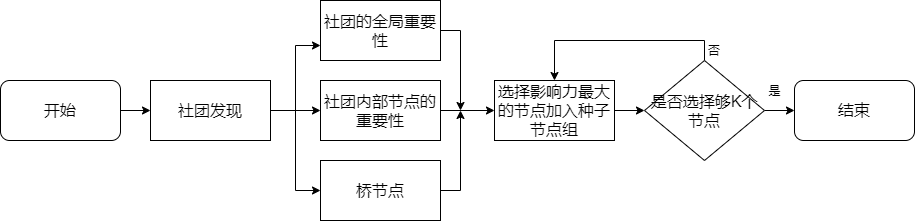 开始
社团发现
社团的全局重要
性
社团内部节点的
重要性
桥节点
选择影响力最大
的节点加入种子
节点组
否
是否选择够K个
节点
是
结束